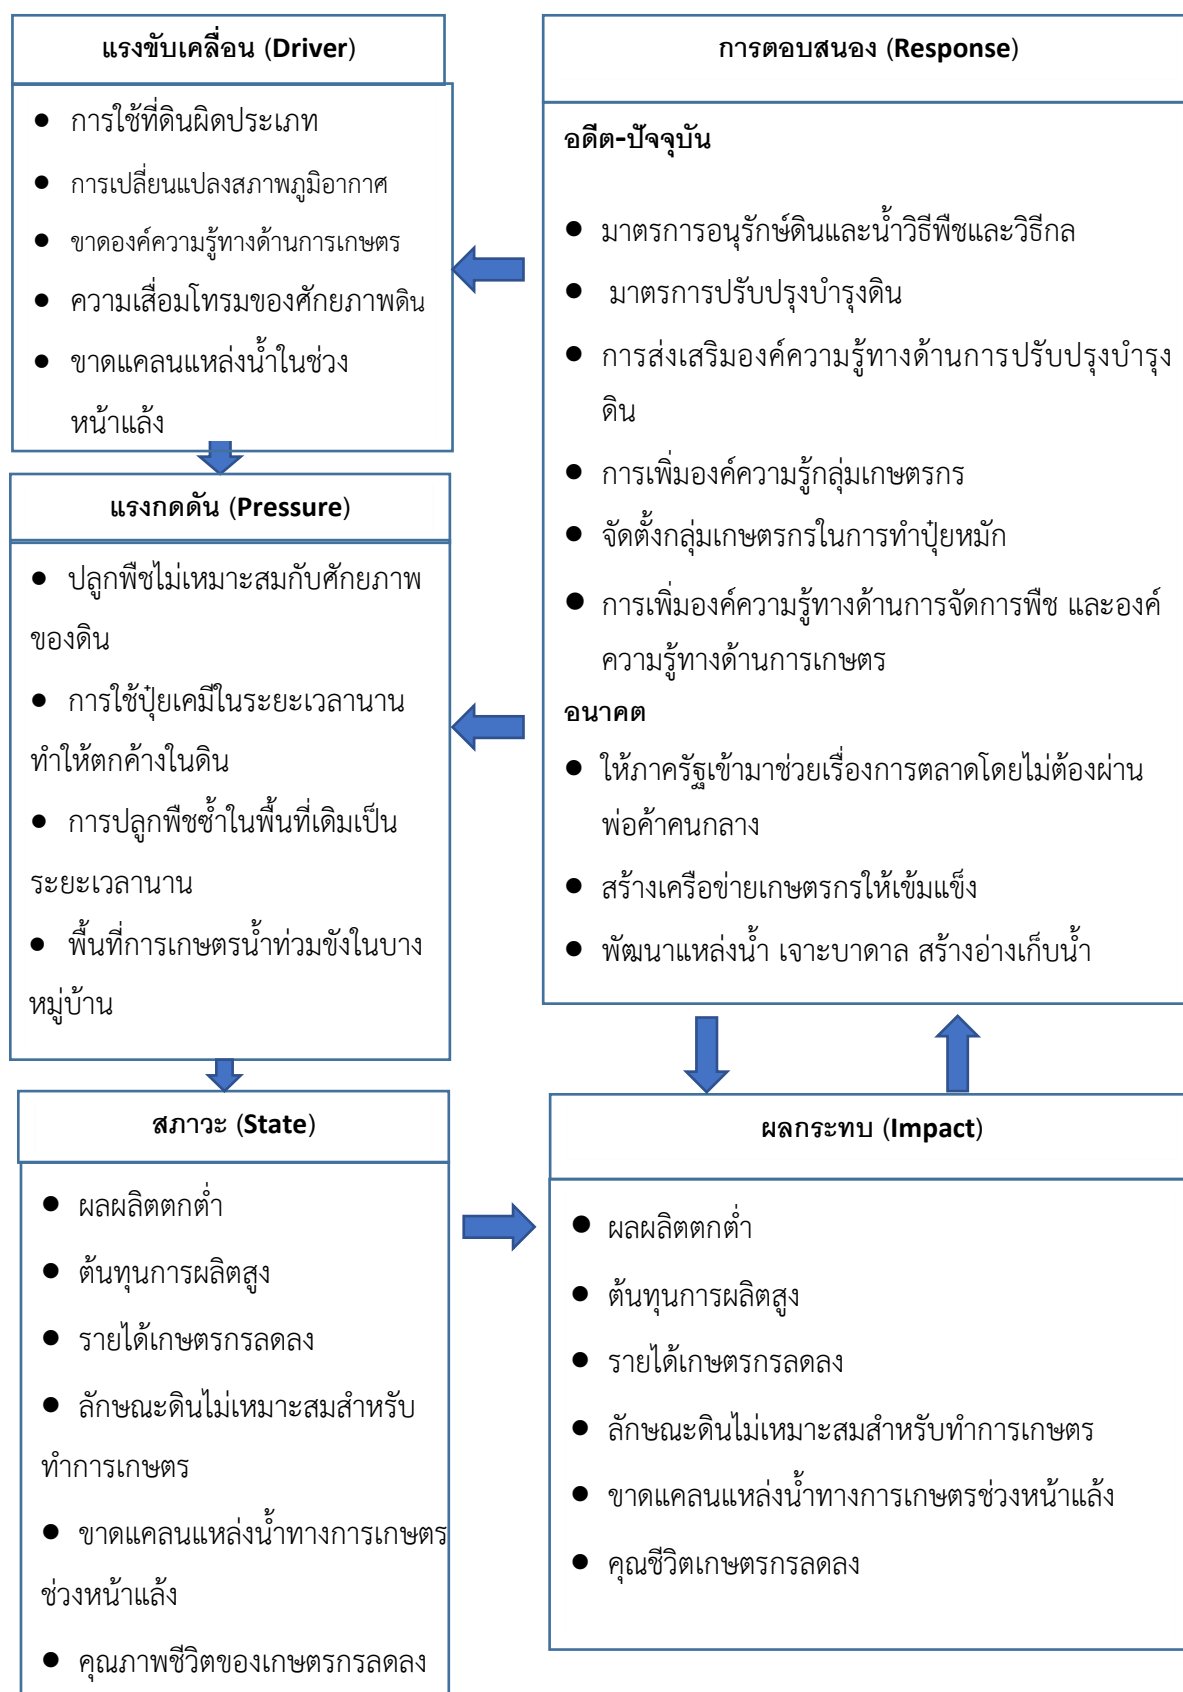 แรงขับเคลื่อน (Driver)
• การใช้ที่ดินผิดประเภท
• การเปลี่ยนแปลงสภาพภูมิอากาศ
• ขาดองค์ความรู้ทางด้านการเกษตร
• ความเสื่อมโทรมของศักยภาพดิน
• ขาดแคลนแหล่งน้ำในช่วง
หน้าแล้ง
แรงกดดัน (Pressure)
• ปลูกพืชไม่เหมาะสมกับศักยภาพ
ของดิน
• การใช้ปุ๋ยเคมีในระยะเวลานาน
ทำให้ตกค้างในดิน
• การปลูกพืชซ้ำในพื้นที่เดิมเป็น
ระยะเวลานาน
• พื้นที่การเกษตรน้ำท่วมขังในบาง
หมู่บ้าน
สภาวะ (State)
• ผลผลิตตกต่ำ
• ต้นทุนการผลิตสูง
• รายได้เกษตรกรลดลง
• ลักษณะดินไม่เหมาะสมสำหรับ
ทำการเกษตร
• ขาดแคลนแหล่งน้ำทางการเกษตร
ช่วงหน้าแล้ง
• คุณภาพชีวิตของเกษตรกรลดลง
การตอบสนอง (Response)
อดีต-ปัจจุบัน
• มาตรการอนุรักษ์ดินและน้ำวิธีพืชและวิธีกล
• มาตรการปรับปรุงบำรุงดิน
• การส่งเสริมองค์ความรู้ทางด้านการปรับปรุงบำรุง
ดิน
• การเพิ่มองค์ความรู้กลุ่มเกษตรกร
• จัดตั้งกลุ่มเกษตรกรในการทำปุ๋ยหมัก
• การเพิ่มองค์ความรู้ทางด้านการจัดการพืช และองค์
ความรู้ทางด้านการเกษตร
อนาคต
• ให้ภาครัฐเข้ามาช่วยเรื่องการตลาดโดยไม่ต้องผ่าน
พ่อค้าคนกลาง
• สร้างเครือข่ายเกษตรกรให้เข้มแข็ง
• พัฒนาแหล่งน้ำ เจาะบาดาล สร้างอ่างเก็บน้ำ
ผลกระทบ (Impact)
• ผลผลิตตกต่ำ
• ต้นทุนการผลิตสูง
• รายได้เกษตรกรลดลง
• ลักษณะดินไม่เหมาะสมสำหรับทำการเกษตร
• ขาดแคลนแหล่งน้ำทางการเกษตรช่วงหน้าแล้ง
• คุณชีวิตเกษตรกรลดลง